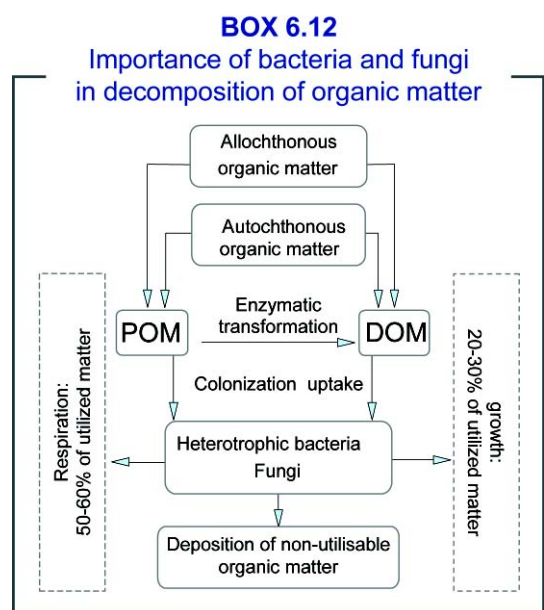 BOX 6.12
Importance of bacteria and fungi
in decomposition of organic matter
Allochthonous
organic matter
Autochthonous
organic matter
Enzymatic
transformation
POM
DOM
Colonization uptake
Respiration:
50-60% of utilized matter
growth:
20-30% of utilized matter
Heterotrophic bacteria
Fungi
Deposition of non-utilisable
organic matter